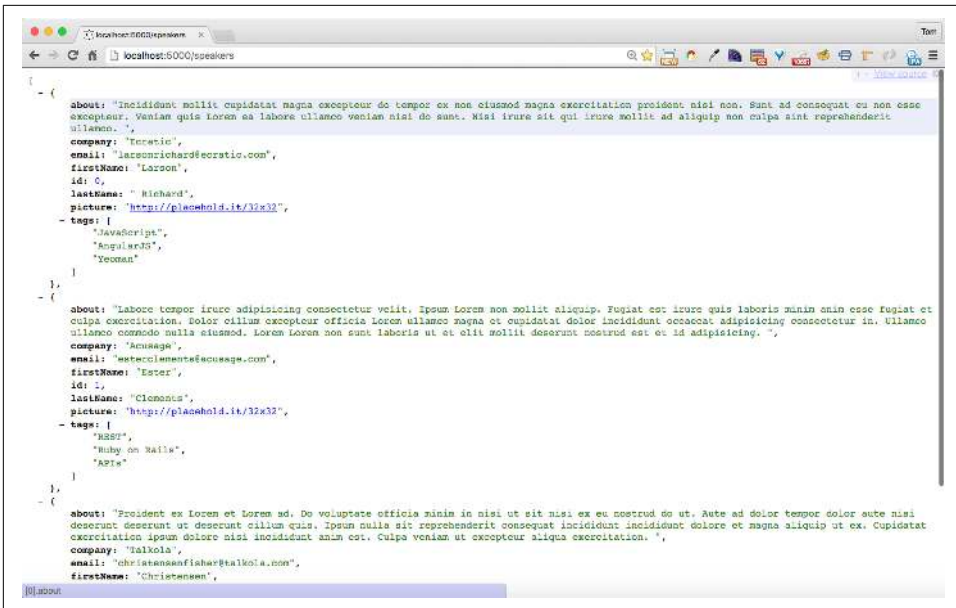 localhost:5000/speakers
Tom
localhost:5000/speakers
View source
[
- {
about: "Incididunt mollit cupidatat magna excepteur do tempor ex non eiusmod magna exercitation proident nisi non. Sunt ad consequat eu non esse
excepteur. Veniam quis Lorem ea labore ullamco veniam nisi do sunt. Nisi irure sit qui irure mollit ad aliquip non culpa sint reprehenderit
ullamco. ",
company: "Ecratic",
email: "larsonrichard@ecratic.com",
firstName: "Larson",
id: 0,
lastName: " Richard",
picture: "http://placehold.it/32x32",
- tags: [
"JavaScript",
"AngularJS",
"Yeoman"
]
},
- {
about: "Labore tempor irure adipisicing consectetur velit. Ipsum Lorem non mollit aliquip. Fugiat est irure quis laboris minim anim esse fugiat et
culpa exercitation. Dolor cillum excepteur officia Lorem ullamco magna et cupidatat dolor incididunt occaecat adipisicing consectetur in. Ullamco
ullamco commodo nulla eiusmod. Lorem Lorem non sunt laboris ut et elit mollit deserunt nostrud est et id adipisicing. ",
company: "Acusage",
email: "esterclements@acusage.com",
firstName: "Ester",
id: 1,
lastName: "Clements",
picture: "http://placehold.it/32x32",
- tags: [
"REST",
"Ruby on Rails",
"APIs"
]
},
- {
about: "Proident ex Lorem et Lorem ad. Do voluptate officia minim in nisi ut sit nisi ex eu nostrud do ut. Aute ad dolor tempor dolor aute nisi
deserunt deserunt ut deserunt cillum quis. Ipsum nulla sit reprehenderit consequat incididunt incididunt dolore et magna aliquip ut ex. Cupidatat
exercitation ipsum dolore nisi incididunt anim est. Culpa veniam ut excepteur aliqua exercitation. ",
company: "Talkola",
email: "christensenfisher@talkola.com",
firstName: "Christensen",
[0].about